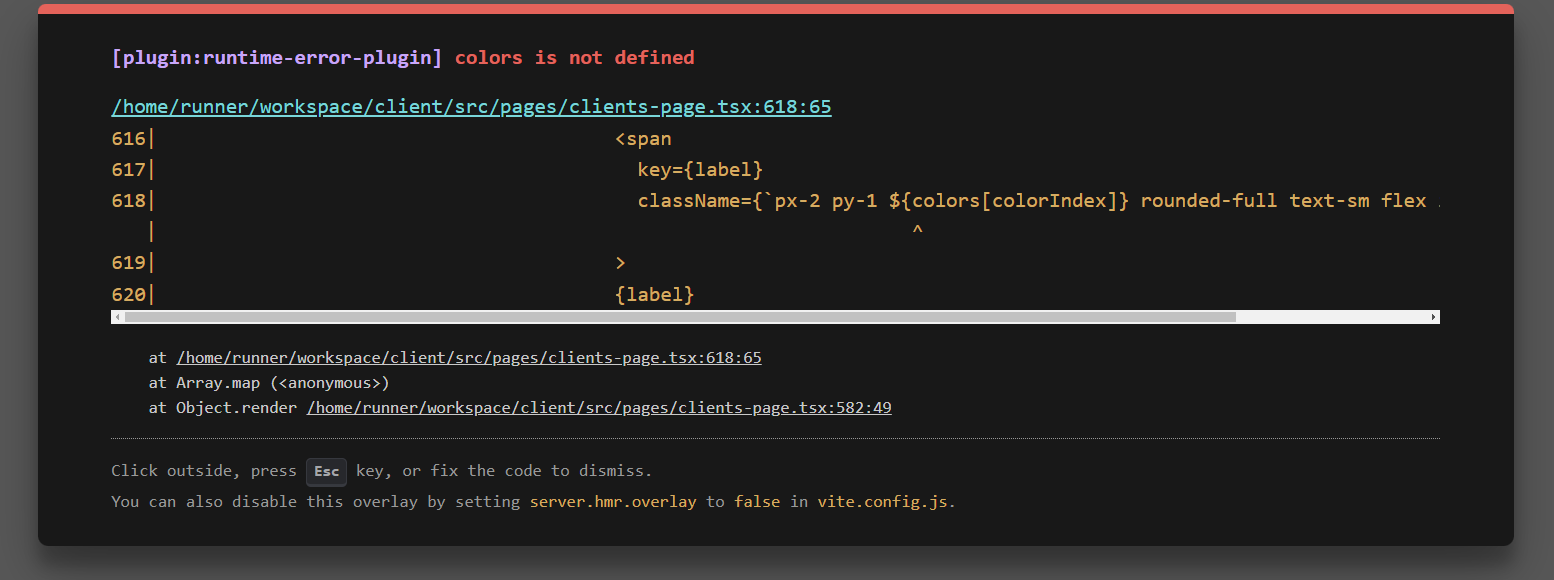 [plugin:runtime-error-plugin] colors is not defined
/home/runner/workspace/client/src/pages/clients-page.tsx:618:65
616|                                         <span
617|                                           key={label}
618|                                           className={`px-2 py-1 ${colors[colorIndex]} rounded-full text-sm flex
   |                                                                   ^
619|                                         >
620|                                         {label}
at /home/runner/workspace/client/src/pages/clients-page.tsx:618:65
at Array.map (<anonymous>)
at Object.render /home/runner/workspace/client/src/pages/clients-page.tsx:582:49
Click outside, press Esc key, or fix the code to dismiss.
You can also disable this overlay by setting server.hmr.overlay to false in vite.config.js.